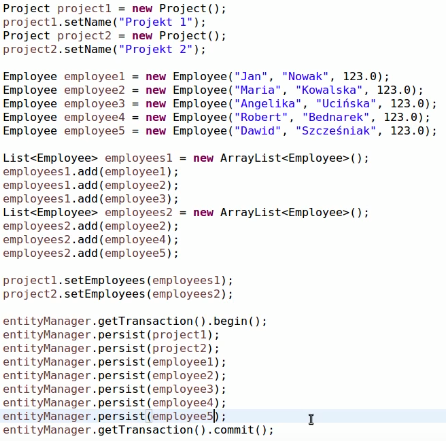 Project project1 = new Project();
project1.setName("Projekt 1");
Project project2 = new Project();
project2.setName("Projekt 2");
Employee employee1 = new Employee("Jan", "Nowak", 123.0);
Employee employee2 = new Employee("Maria", "Kowalska", 123.0);
Employee employee3 = new Employee("Angelika", "Ucińska", 123.0);
Employee employee4 = new Employee("Robert", "Bednarek", 123.0);
Employee employee5 = new Employee("Dawid", "Sześciak", 123.0);
List<Employee> employees1 = new ArrayList<Employee>();
employees1.add(employee1);
employees1.add(employee2);
employees1.add(employee3);
List<Employee> employees2 = new ArrayList<Employee>();
employees2.add(employee2);
employees2.add(employee4);
employees2.add(employee5);
project1.setEmployees(employees1);
project2.setEmployees(employees2);
entityManager.getTransaction().begin();
entityManager.persist(project1);
entityManager.persist(project2);
entityManager.persist(employee1);
entityManager.persist(employee2);
entityManager.persist(employee3);
entityManager.persist(employee4);
entityManager.persist(employee5);
entityManager.getTransaction().commit();